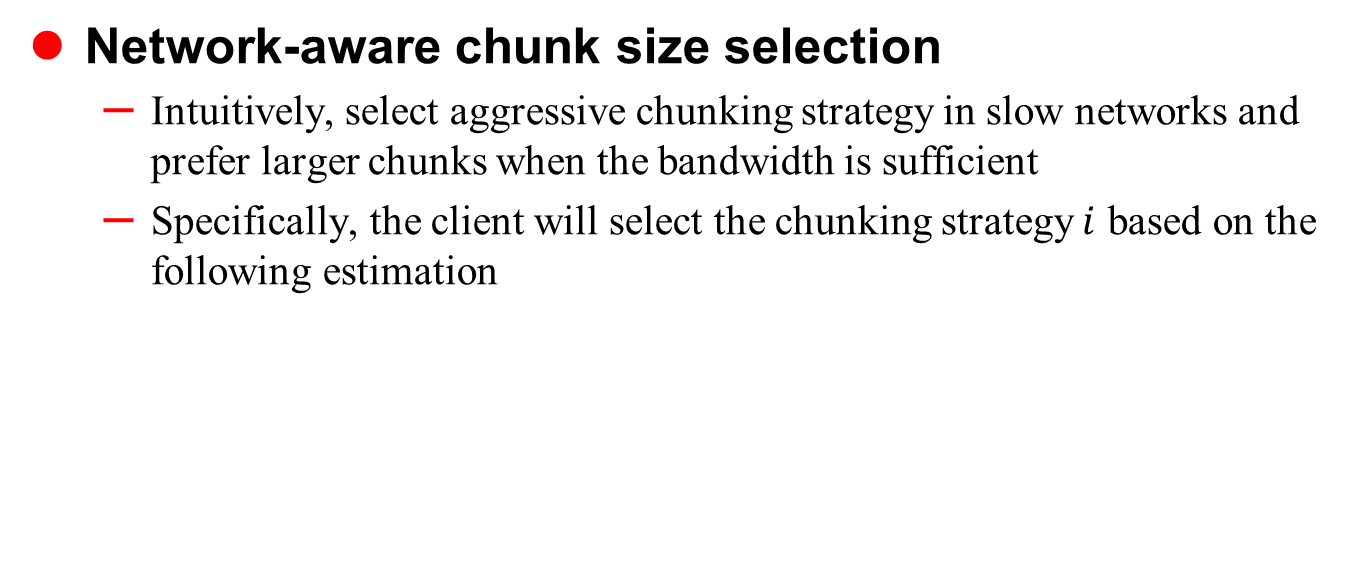 Network-aware chunk size selection
Intuitively, select aggressive chunking strategy in slow networks and
prefer larger chunks when the bandwidth is sufficient
Specifically, the client will select the chunking strategy i based on the
following estimation